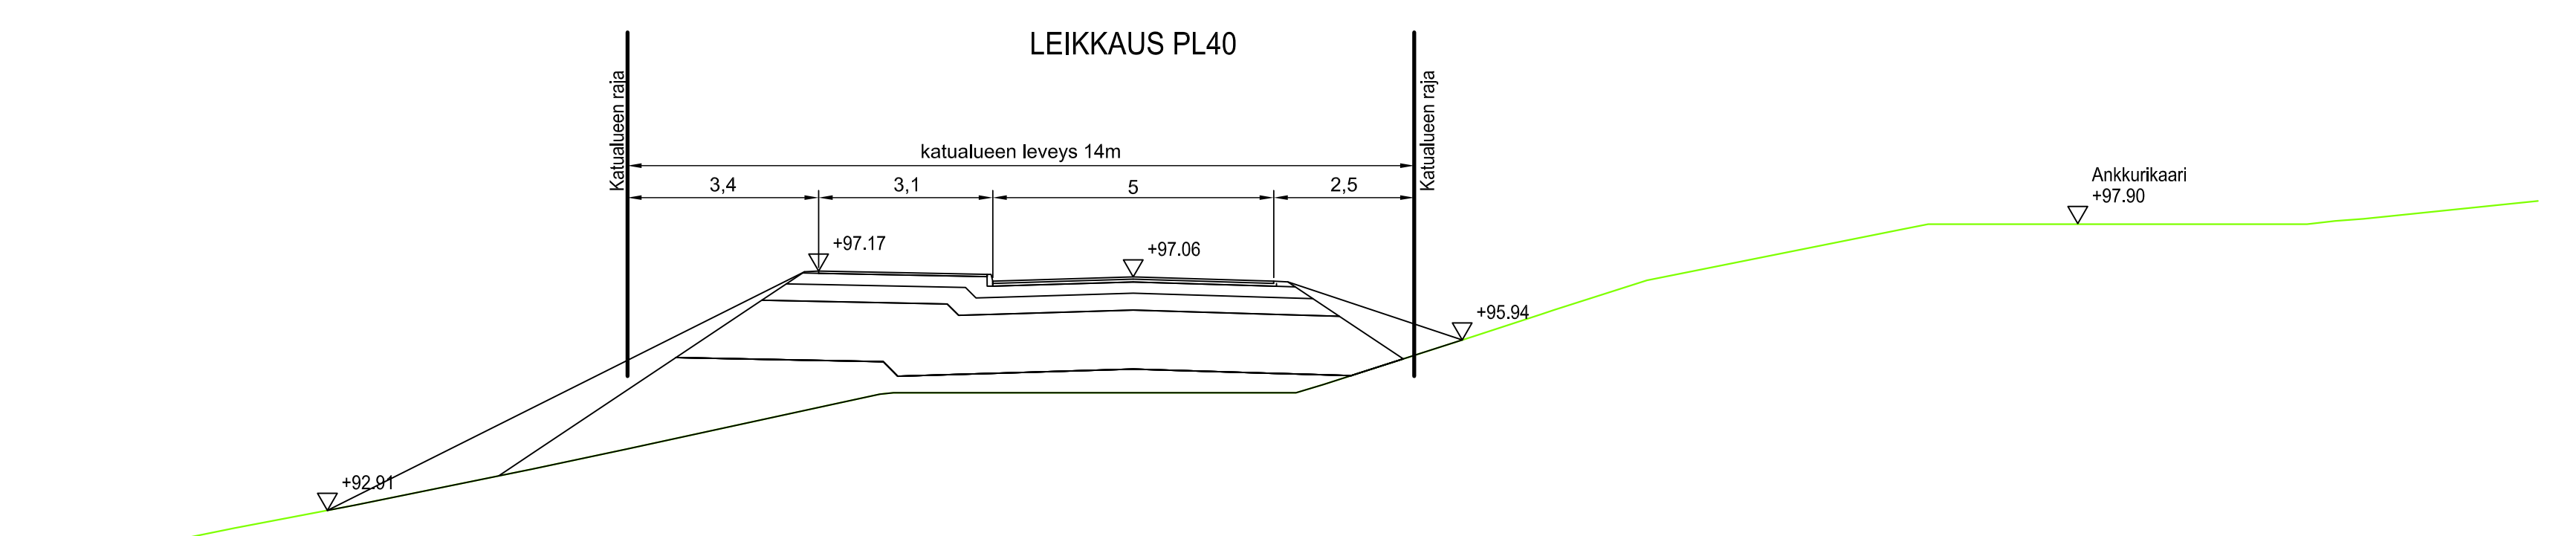 LEIKKAUS PL40
Katualueen raja
Katualueen raja
katualueen leveys 14m
3,4
3,1
5
2,5
Ankkurikaari
+97.90
+97.17
+97.06
+95.94
+92.91